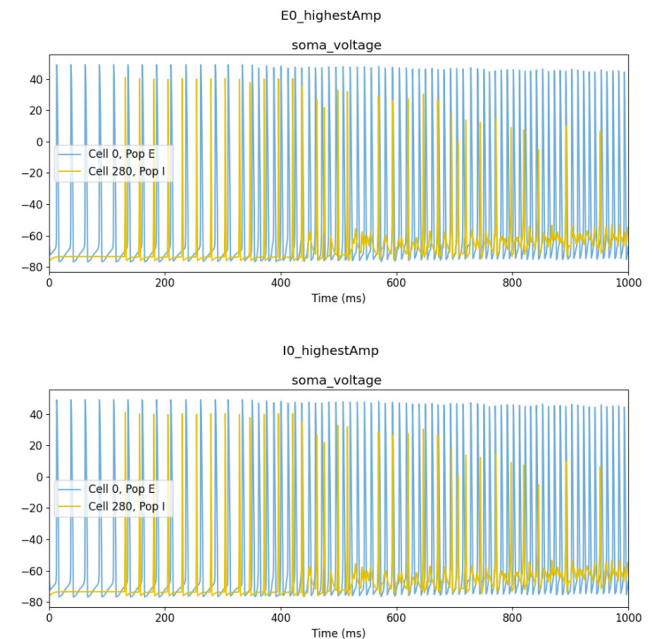 E0_highestAmp
soma_voltage
40
20
0
−20
−40
−60
−80
Cell 0, Pop E
Cell 280, Pop I
0 200 400 600 800 1000
Time (ms)
I0_highestAmp
soma_voltage
40
20
0
−20
−40
−60
−80
Cell 0, Pop E
Cell 280, Pop I
0 200 400 600 800 1000
Time (ms)